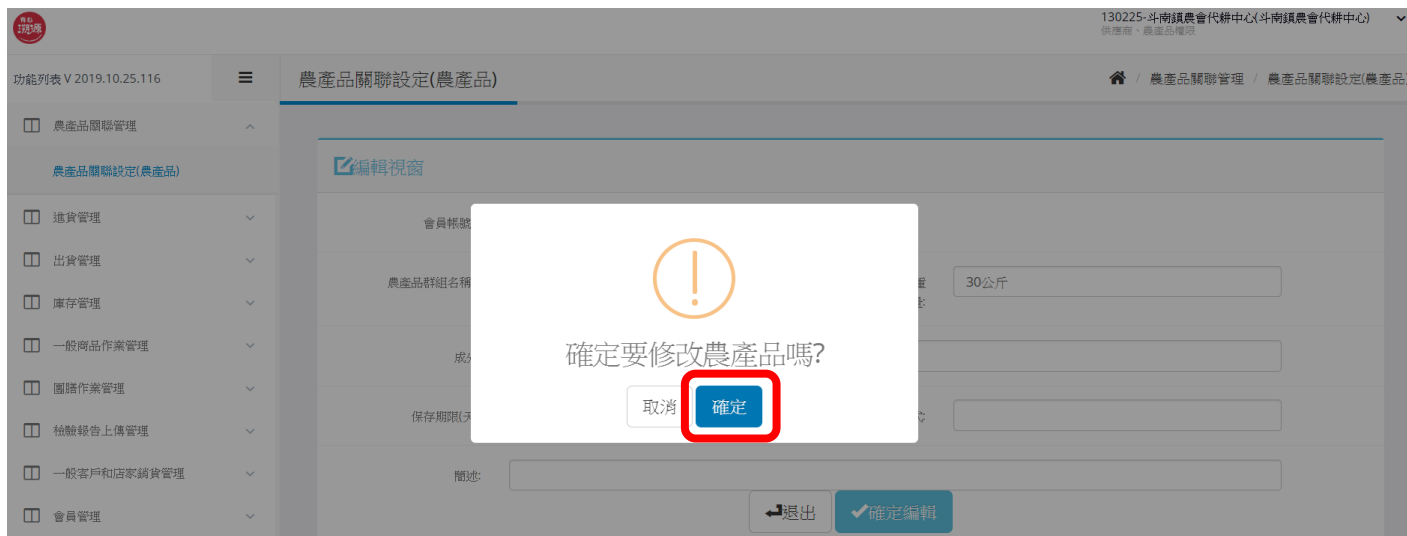 130225-斗南鎮農會代耕中心(斗南鎮農會代耕中心)
供應商、農產品權限
溯源
功能列表 V 2019.10.25.116
農產品關聯設定(農產品)
/ 農產品關聯管理 / 農產品關聯設定(農產品)
農產品關聯管理
農產品關聯設定(農產品)
進貨管理
出貨管理
庫存管理
一般商品作業管理
團膳作業管理
檢驗報告上傳管理
一般客戶和店家銷貨管理
會員管理
編輯視窗
會員帳號
農產品群組名稱
30公斤
成分
保存期限(天
簡述:
退出
確定編輯
確定要修改農產品嗎?
取消
確定